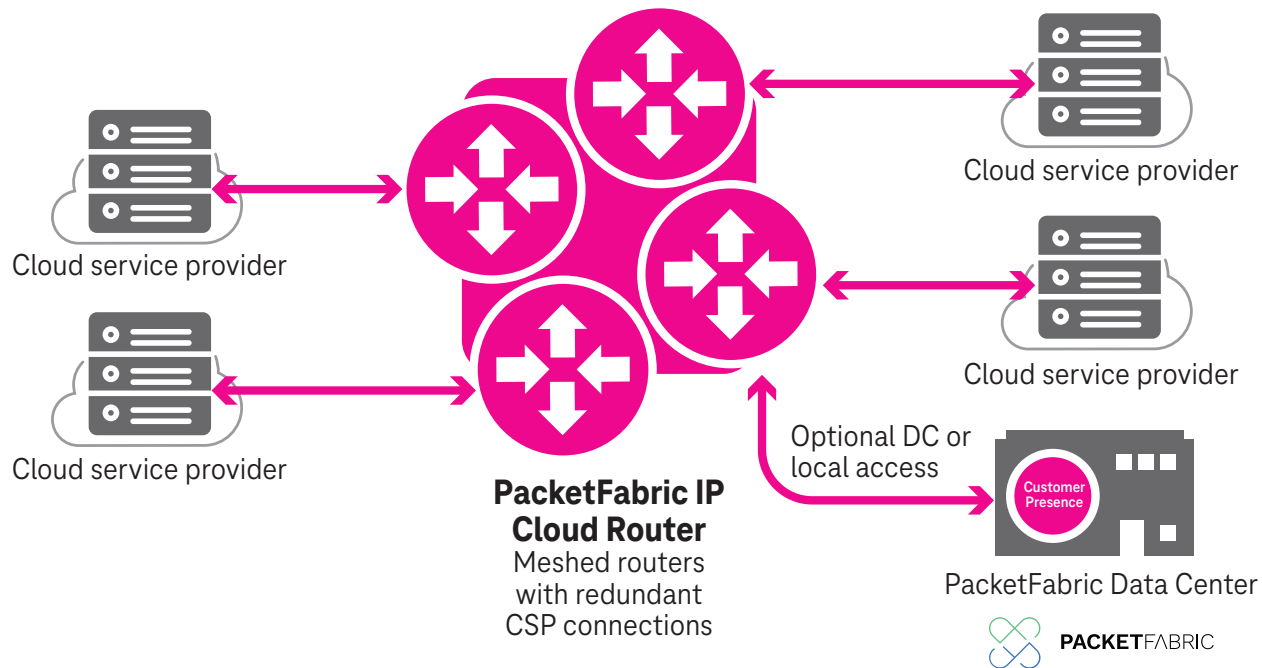 Cloud service provider
Cloud service provider
Cloud service provider
Cloud service provider
Optional DC or
local access
PacketFabric IP
Cloud Router
Meshed routers
with redundant
CSP connections
Customer
Presence
PacketFabric Data Center
PACKETFABRIC